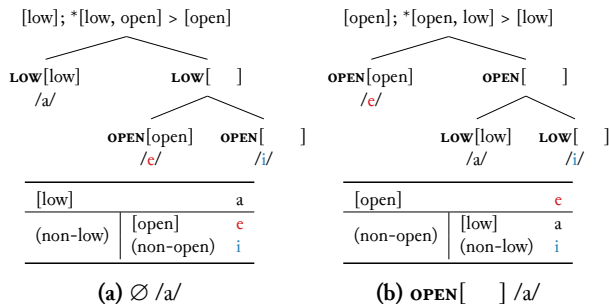 [low]; *[low, open] > [open]
LOW[low] LOW[ ]
/a/
OPEN[open] OPEN[ ]
/e/ /i/
[low] a
(non-low) [open] e
(non-open) i
(a) ∅ /a/
[open]; *[open, low] > [low]
OPEN[open] OPEN[ ]
/e/
LOW[low] LOW[ ]
/a/ /i/
[open] e
(non-open) [low] a
(non-low) i
(b) OPEN[ ] /a/